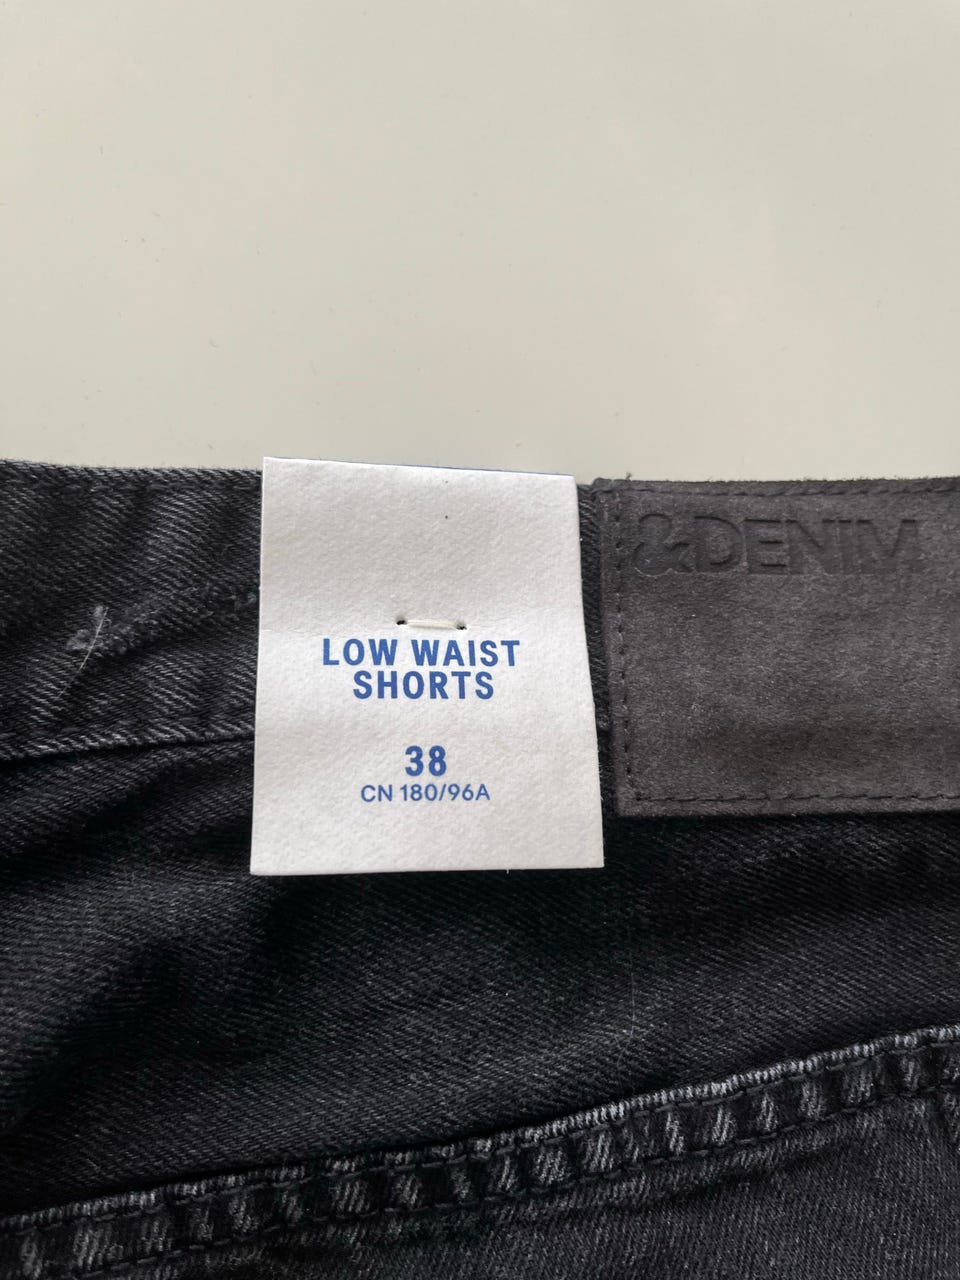 &DENIM
LOW WAIST
SHORTS
38
CN 180/96A